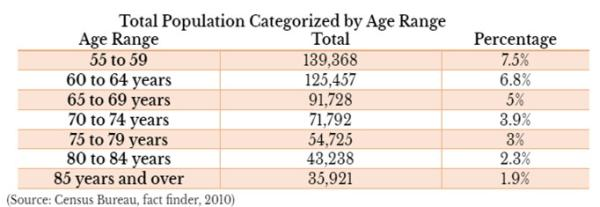 Total Population Categorized by Age Range
Age Range Total Percentage
55 to 59 139,368 7.5%
60 to 64 years 125,457 6.8%
65 to 69 years 91,728 5%
70 to 74 years 71,792 3.9%
75 to 79 years 54,725 3%
80 to 84 years 43,238 2.3%
85 years and over 35,921 1.9%
(Source: Census Bureau, fact finder, 2010)